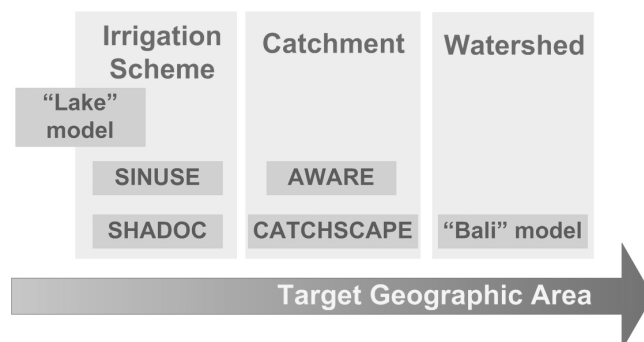 Irrigation
Scheme
Catchment
Watershed
“Lake”
model
SINUSE
AWARE
SHADOC
CATCHSCAPE
“Bali” model
Target Geographic Area